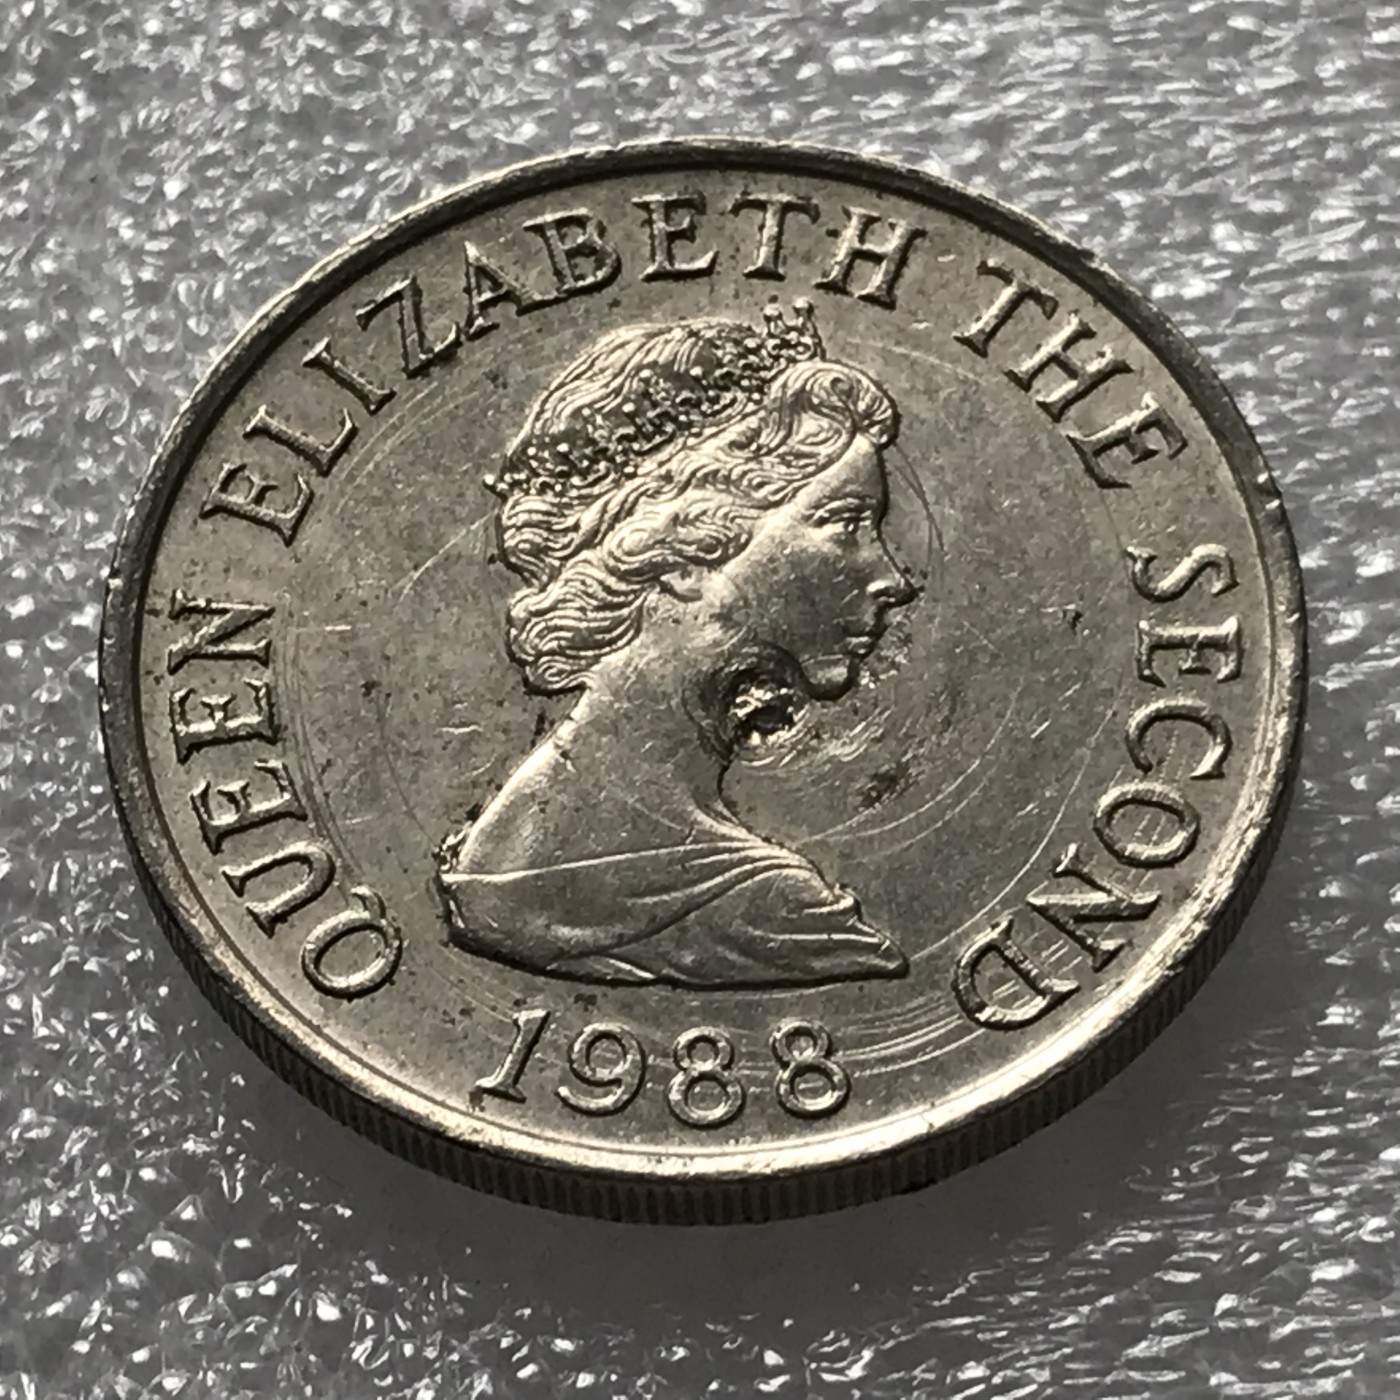 QUEEN ELIZABETH THE SECOND
1988